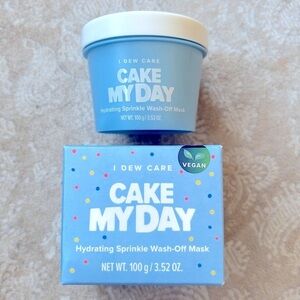 I DEW CARE
CAKE
MY DAY
Hydrating Sprinkle Wash-Off Mask
NET WT. 100 g / 3.52 OZ.
I DEW CARE
VEGAN
CAKE
MY DAY
Hydrating Sprinkle Wash-Off Mask
NET WT. 100 g / 3.52 OZ.